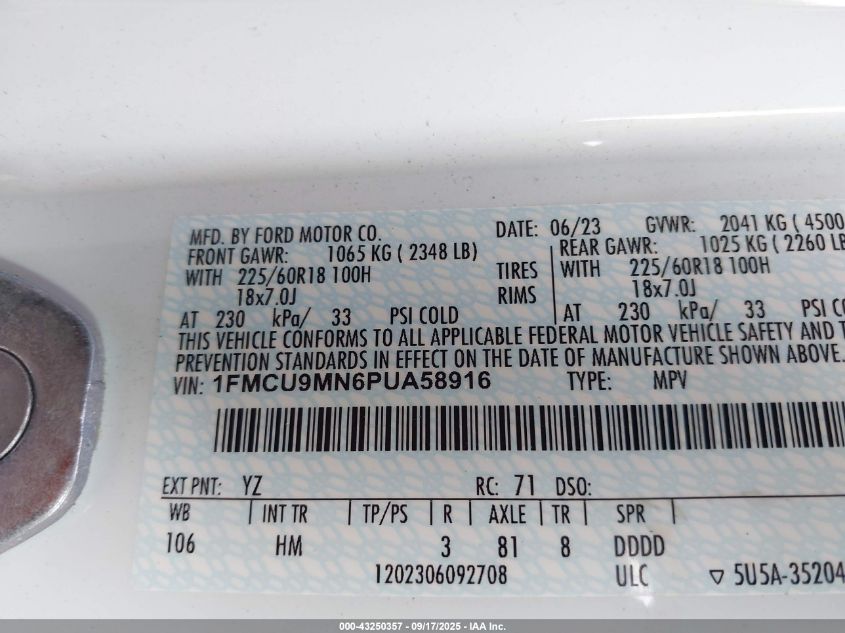 MFD. BY FORD MOTOR CO. DATE: 06/23 GVWR: 2041 KG ( 4500
FRONT GAWR: 1065 KG ( 2348 LB) REAR GAWR: 1025 KG ( 2260 LB
WITH 225/60R18 100H TIRES WITH 225/60R18 100H
18x7.0J RIMS 18x7.0J
AT 230 kPa/ 33 PSI COLD AT 230 kPa/ 33 PSI CO
THIS VEHICLE CONFORMS TO ALL APPLICABLE FEDERAL MOTOR VEHICLE SAFETY AND T
PREVENTION STANDARDS IN EFFECT ON THE DATE OF MANUFACTURE SHOWN ABOVE.
VIN: 1FMCU9MN6PUA58916 TYPE: MPV
EXT PNT: YZ RC: 71 DSO:
WB INT TR TP/PS R AXLE TR SPR
106 HM 3 81 8 DDDD
1202306092708 ULC ▽ 5U5A-35204
000-43250357 - 09/17/2025 - IAA Inc.